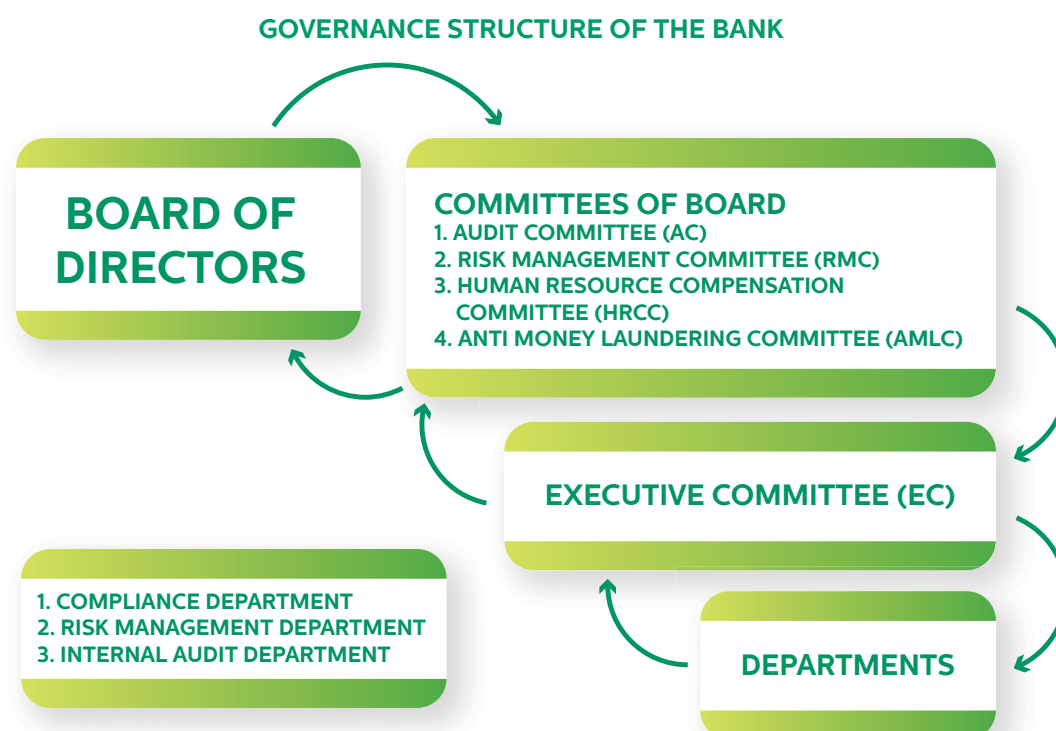 GOVERNANCE STRUCTURE OF THE BANK
BOARD OF
DIRECTORS
COMMITTEES OF BOARD
1. AUDIT COMMITTEE (AC)
2. RISK MANAGEMENT COMMITTEE (RMC)
3. HUMAN RESOURCE COMPENSATION
COMMITTEE (HRCC)
4. ANTI MONEY LAUNDERING COMMITTEE (AMLC)
EXECUTIVE COMMITTEE (EC)
1. COMPLIANCE DEPARTMENT
2. RISK MANAGEMENT DEPARTMENT
3. INTERNAL AUDIT DEPARTMENT
DEPARTMENTS